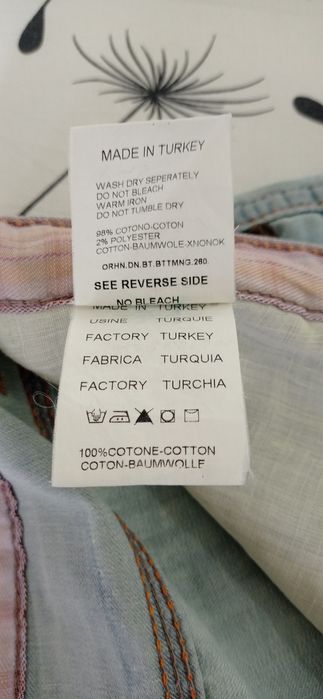 MADE IN TURKEY
WASH DRY SEPERATELY
DO NOT BLEACH
WARM IRON
DO NOT TUMBLE DRY
98% COTONO-COTON
2% POLYESTER
COTTON-BAUMWOLE-XNONOK
ORHN.DN.BT.BTTMNG.260.
SEE REVERSE SIDE
NO BLEACH
MADE IN TURKEY
USINE TURQUIE
FACTORY TURKEY
FABRICA TURQUIA
FACTORY TURCHIA
100%COTONE-COTTON
COTON-BAUMWOLLE